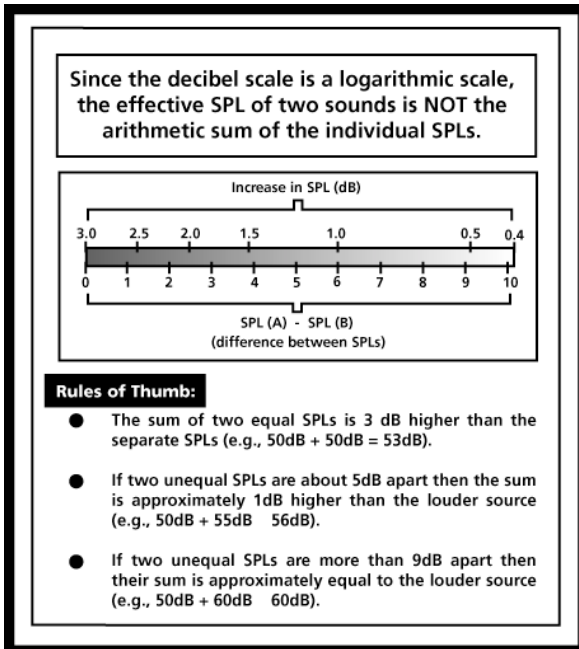 Since the decibel scale is a logarithmic scale,
the effective SPL of two sounds is NOT the
arithmetic sum of the individual SPLs.
Increase in SPL (dB)
3.0 2.5 2.0 1.5 1.0 0.5 0.4
0 1 2 3 4 5 6 7 8 9 10
SPL (A) - SPL (B)
(difference between SPLs)
Rules of Thumb:
● The sum of two equal SPLs is 3 dB higher than the
separate SPLs (e.g., 50dB + 50dB = 53dB).
● If two unequal SPLs are about 5dB apart then the sum
is approximately 1dB higher than the louder source
(e.g., 50dB + 55dB 56dB).
● If two unequal SPLs are more than 9dB apart then
their sum is approximately equal to the louder source
(e.g., 50dB + 60dB 60dB).